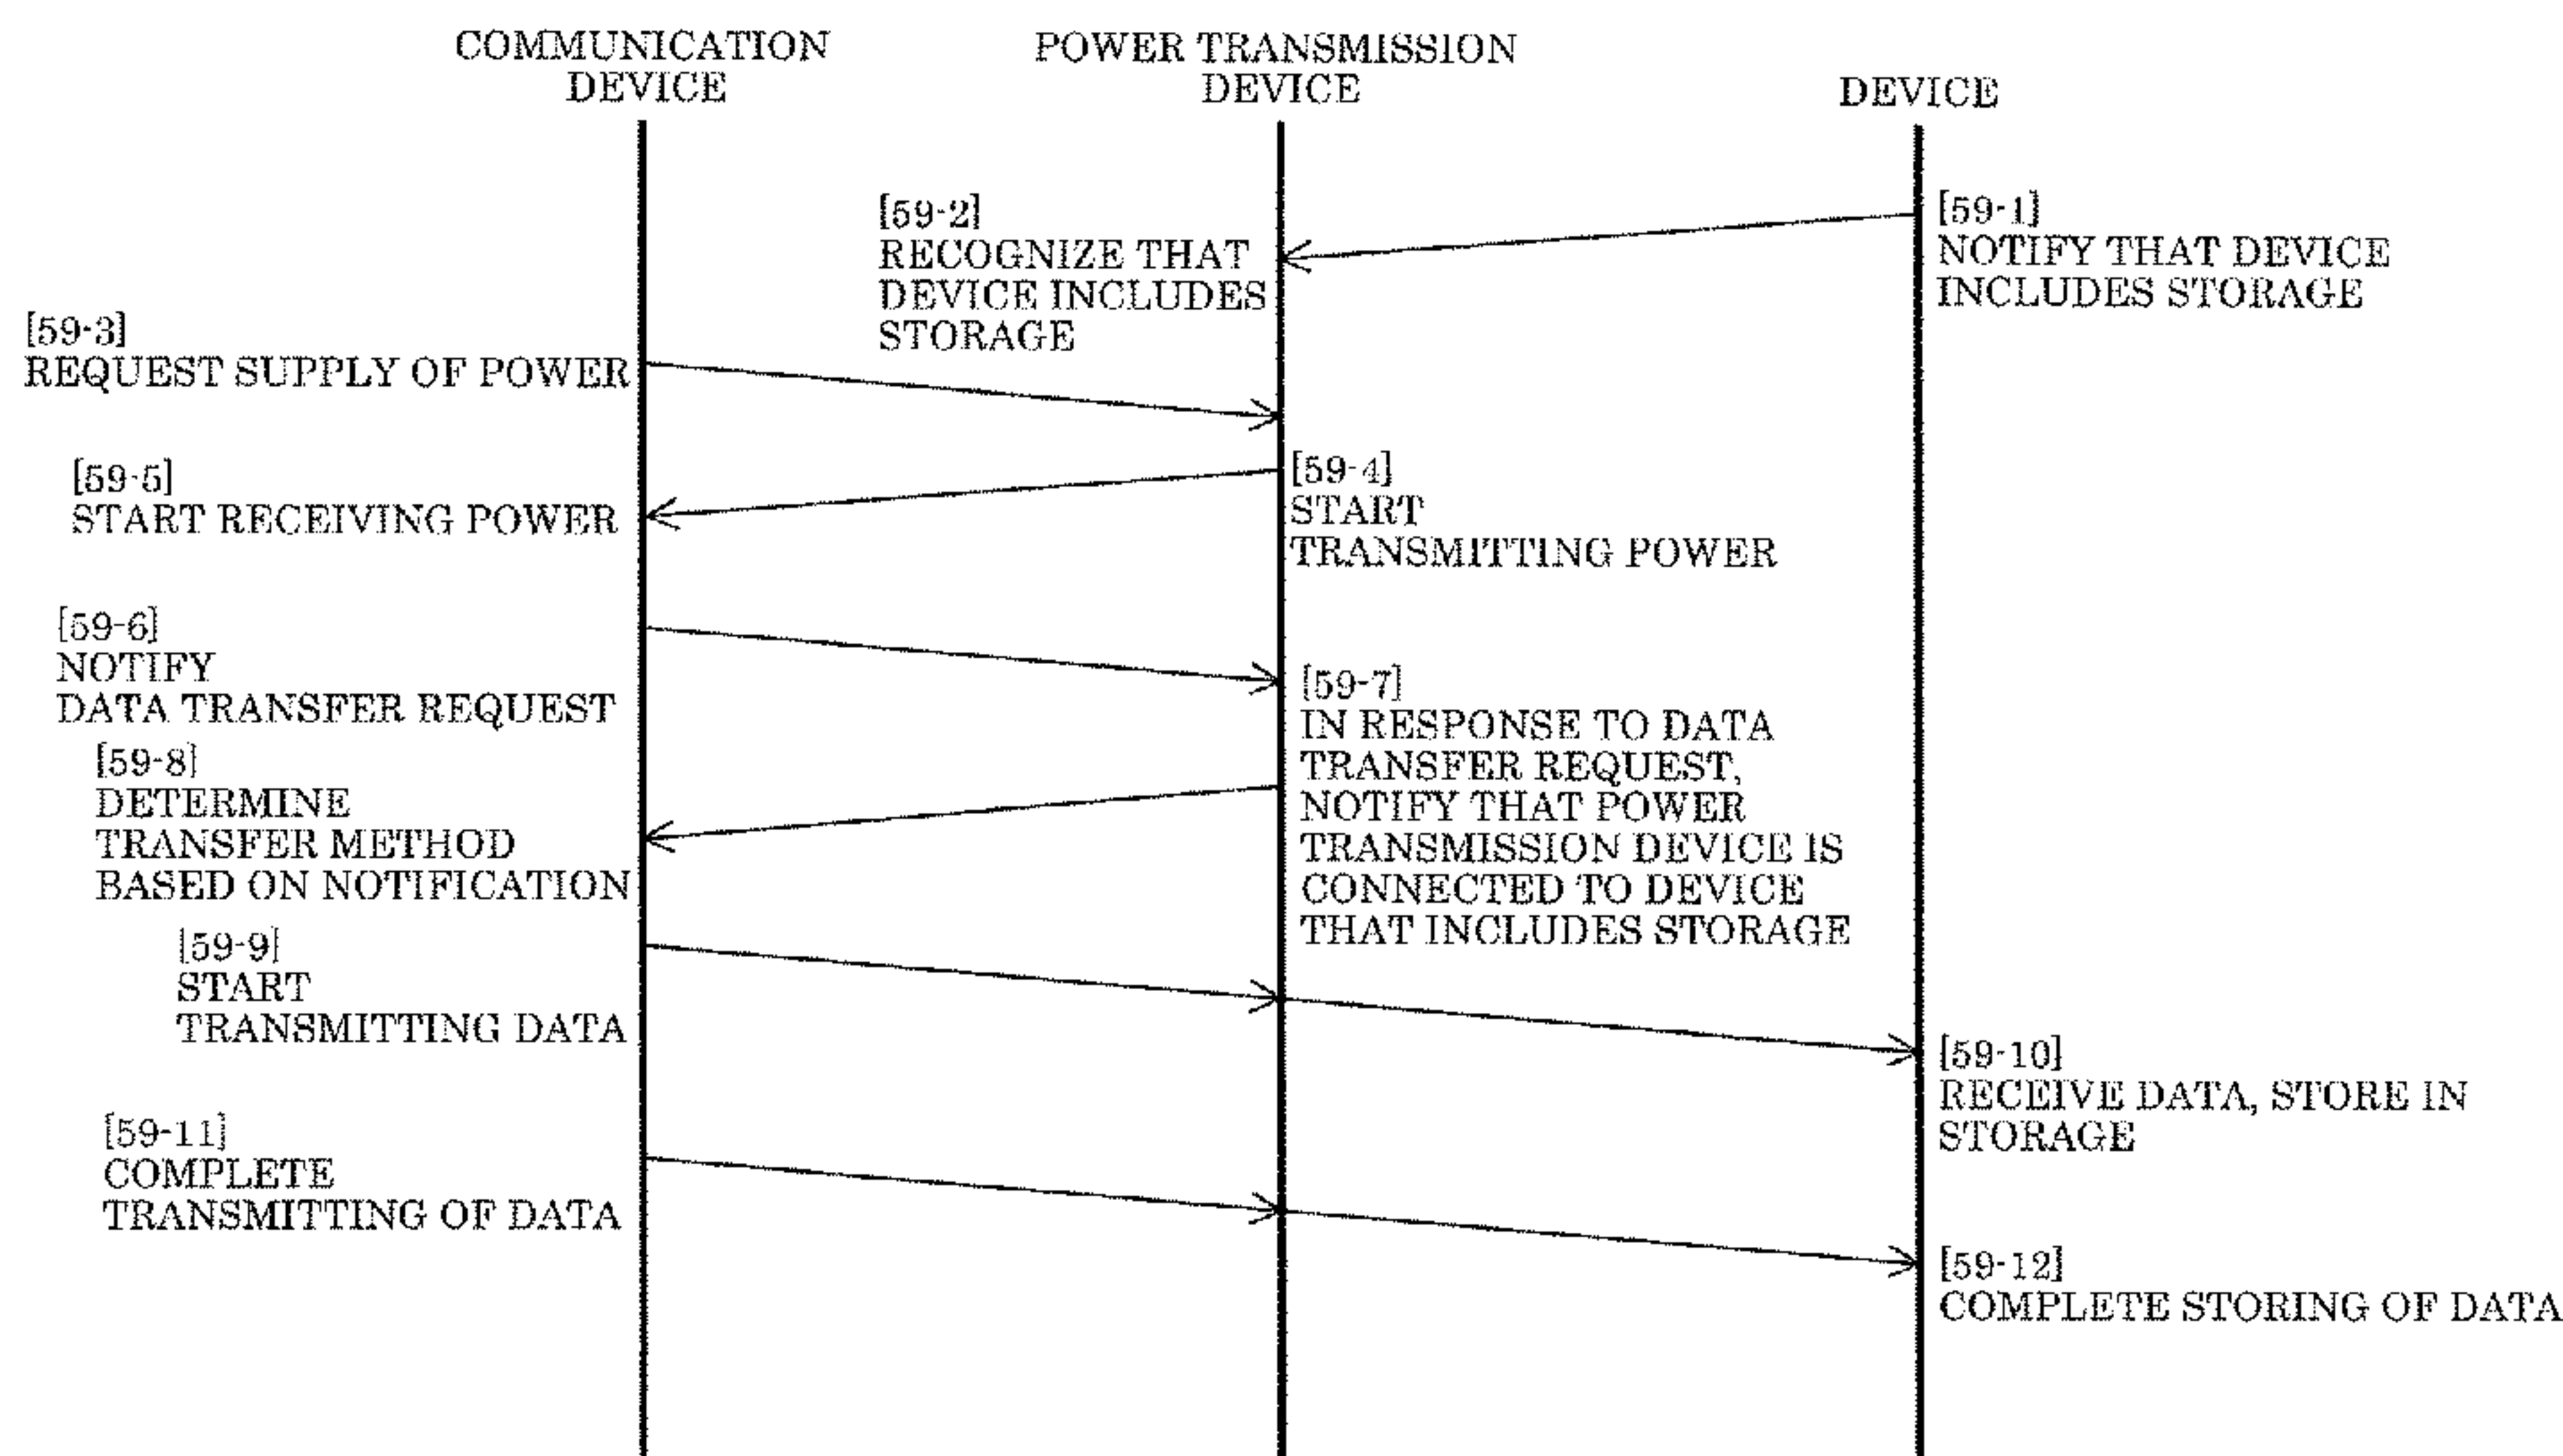 COMMUNICATION
DEVICE
POWER TRANSMISSION
DEVICE
DEVICE
[59-1]
NOTIFY THAT DEVICE
INCLUDES STORAGE
[59-2]
RECOGNIZE THAT
DEVICE INCLUDES
STORAGE
[59-3]
REQUEST SUPPLY OF POWER
[59-4]
START
TRANSMITTING POWER
[59-5]
START RECEIVING POWER
[59-6]
NOTIFY
DATA TRANSFER REQUEST
[59-7]
IN RESPONSE TO DATA
TRANSFER REQUEST,
NOTIFY THAT POWER
TRANSMISSION DEVICE IS
CONNECTED TO DEVICE
THAT INCLUDES STORAGE
[59-8]
DETERMINE
TRANSFER METHOD
BASED ON NOTIFICATION
[59-9]
START
TRANSMITTING DATA
[59-10]
RECEIVE DATA, STORE IN
STORAGE
[59-11]
COMPLETE
TRANSMITTING OF DATA
[59-12]
COMPLETE STORING OF DATA